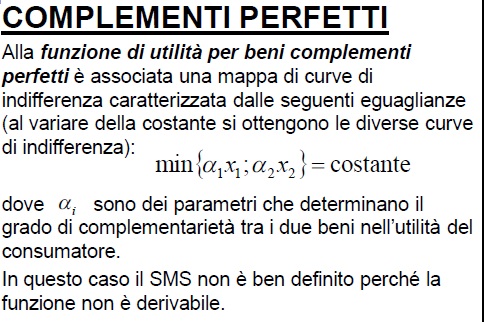 COMPLEMENTI PERFETTI
Alla funzione di utilità per beni complementi
perfetti è associata una mappa di curve di
indifferenza caratterizzata dalle seguenti eguaglianze
(al variare della costante si ottengono le diverse curve
di indifferenza):
min{α₁x₁;α₂x₂}= costante
dove αᵢ sono dei parametri che determinano il
grado di complementarietà tra i due beni nell'utilità del
consumatore.
In questo caso il SMS non è ben definito perché la
funzione non è derivabile.